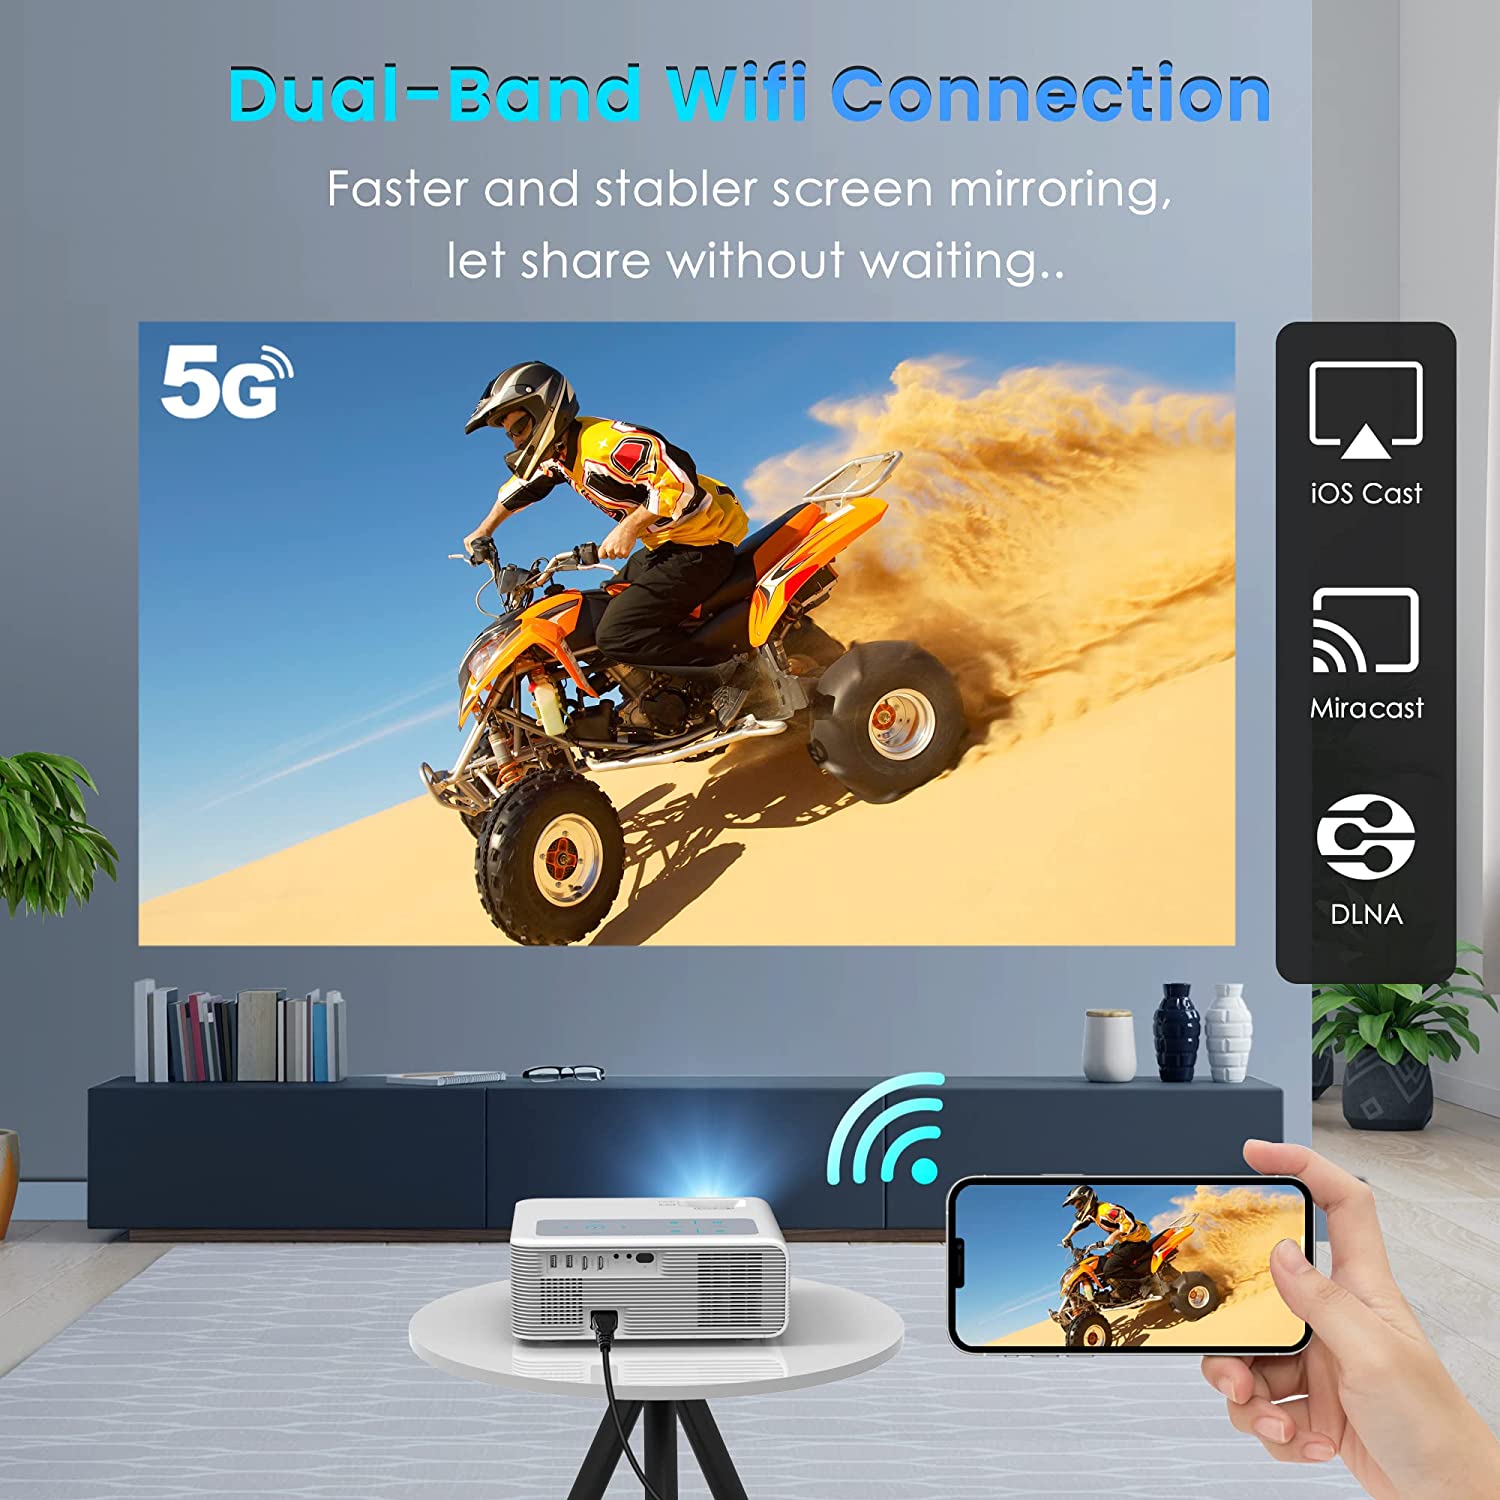 Dual-Band Wifi Connection
Faster and stabler screen mirroring,
let share without waiting..
5G
iOS Cast
Miracast
DLNA